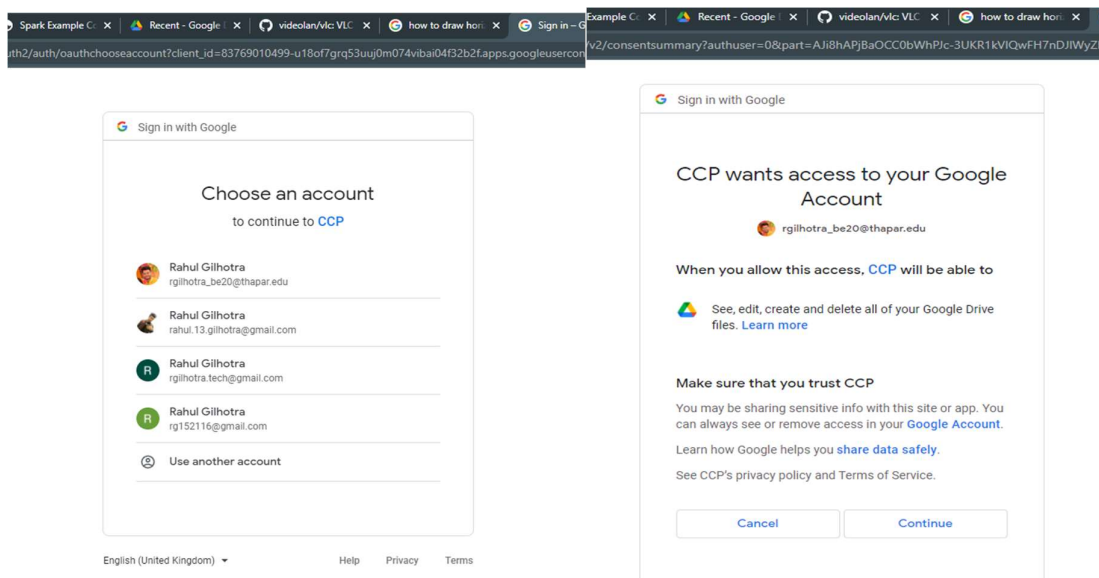 Spark Example Co
Recent - Google
videolan/vlc: VLC
how to draw hori
Sign in – G
uth2/auth/oauthchooseaccount?client_id=83769010499-u18of7grq53uuj0m074vibai04f32b2f.apps.googleusercon
Sign in with Google
Choose an account
to continue to CCP
Rahul Gilhotra
rgilhotra_be20@thapar.edu
Rahul Gilhotra
rahul.13.gilhotra@gmail.com
R
Rahul Gilhotra
rgilhotra.tech@gmail.com
R
Rahul Gilhotra
rg152116@gmail.com
Use another account
English (United Kingdom)
Help Privacy Terms
Example Co
Recent - Google
videolan/vlc: VLC
how to draw hori
/v2/consentsummary?authuser=0&part=AJi8hAPjBaOCC0bWhPJc-3UKR1kVIQwFH7nDJIWyZ
Sign in with Google
CCP wants access to your Google
Account
rgilhotra_be20@thapar.edu
When you allow this access, CCP will be able to
See, edit, create and delete all of your Google Drive
files. Learn more
Make sure that you trust CCP
You may be sharing sensitive info with this site or app. You
can always see or remove access in your Google Account.
Learn how Google helps you share data safely.
See CCP's privacy policy and Terms of Service.
Cancel
Continue